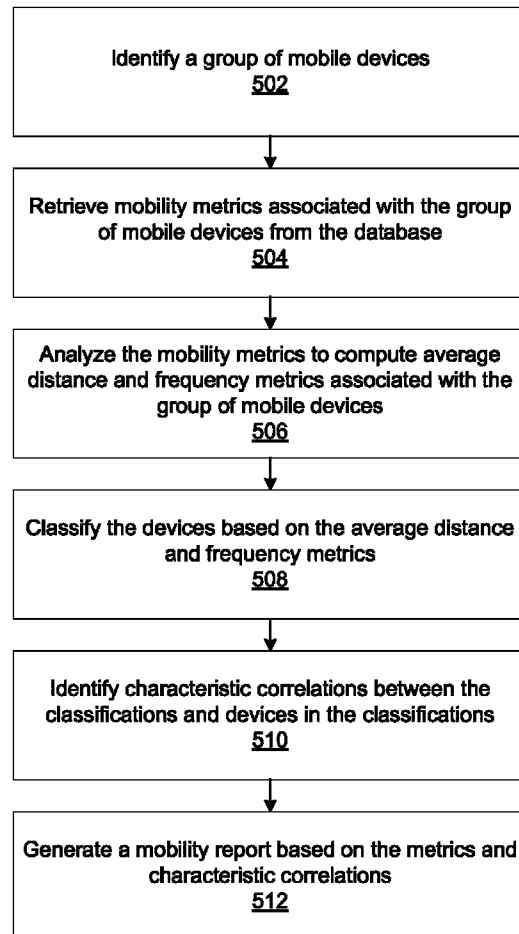 Identify a group of mobile devices
502
Retrieve mobility metrics associated with the group
of mobile devices from the database
504
Analyze the mobility metrics to compute average
distance and frequency metrics associated with the
group of mobile devices
506
Classify the devices based on the average distance
and frequency metrics
508
Identify characteristic correlations between the
classifications and devices in the classifications
510
Generate a mobility report based on the metrics and
characteristic correlations
512